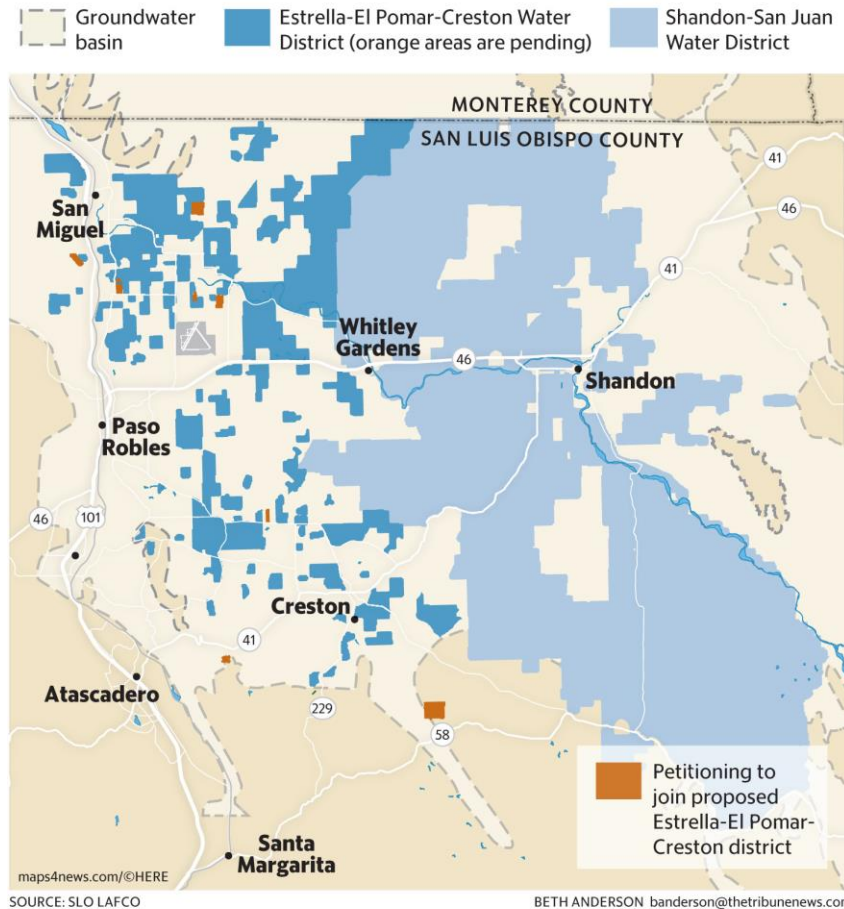 Groundwater
basin
Estrella-El Pomar-Creston Water
District (orange areas are pending)
Shandon-San Juan
Water District
MONTEREY COUNTY
SAN LUIS OBISPO COUNTY
41
46
San
Miguel
41
Whitley
Gardens
46
Shandon
Paso
Robles
46
101
Creston
41
Atascadero
229
58
Petitioning to
join proposed
Estrella-El Pomar-
Creston district
Santa
Margarita
maps4news.com/©HERE
SOURCE: SLO LAFCO
BETH ANDERSON banderson@thetribunenews.com